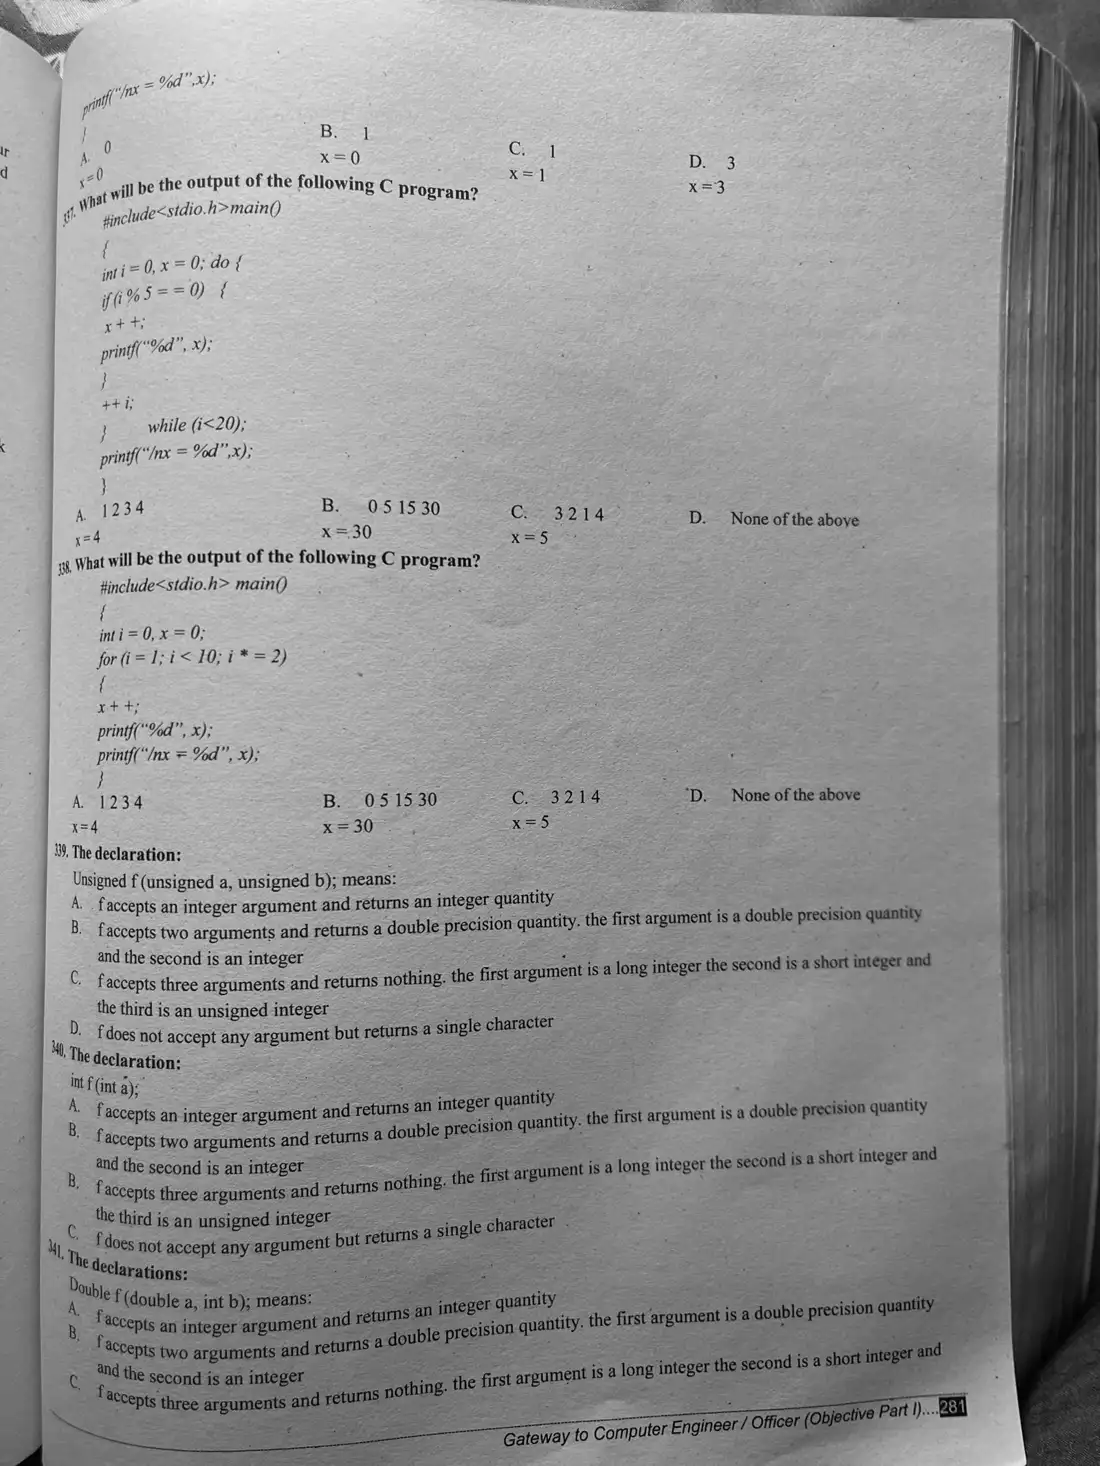 printf("/nx = %d",x);
}
A. 0 B. 1 C. 1 D. 3
x=0 x=0 x=1 x=3
337. What will be the output of the following C program?
#include<stdio.h>main()
{
int i = 0, x = 0; do {
if(i % 5 = = 0) {
x + +;
printf("%d", x);
}
++ i;
} while (i<20);
printf("/nx = %d",x);
}
A. 1 2 3 4 B. 0 5 15 30 C. 3 2 1 4 D. None of the above
x=4 x=30 x=5
338. What will be the output of the following C program?
#include<stdio.h> main()
{
int i = 0, x = 0;
for (i = 1; i < 10; i * = 2)
{
x + +;
printf("%d", x);
printf("/nx = %d", x);
}
A. 1 2 3 4 B. 0 5 15 30 C. 3 2 1 4 D. None of the above
x=4 x=30 x=5
339. The declaration:
Unsigned f (unsigned a, unsigned b); means:
A. f accepts an integer argument and returns an integer quantity
B. f accepts two arguments and returns a double precision quantity. the first argument is a double precision quantity
and the second is an integer
C. f accepts three arguments and returns nothing. the first argument is a long integer the second is a short integer and
the third is an unsigned integer
D. f does not accept any argument but returns a single character
340. The declaration:
int f (int a);
A. f accepts an integer argument and returns an integer quantity
B. f accepts two arguments and returns a double precision quantity. the first argument is a double precision quantity
and the second is an integer
B. f accepts three arguments and returns nothing. the first argument is a long integer the second is a short integer and
the third is an unsigned integer
C. f does not accept any argument but returns a single character
341. The declarations:
Double f (double a, int b); means:
A. f accepts an integer argument and returns an integer quantity
B. f accepts two arguments and returns a double precision quantity. the first argument is a double precision quantity
and the second is an integer
C. f accepts three arguments and returns nothing. the first argument is a long integer the second is a short integer and
Gateway to Computer Engineer / Officer (Objective Part I)....281